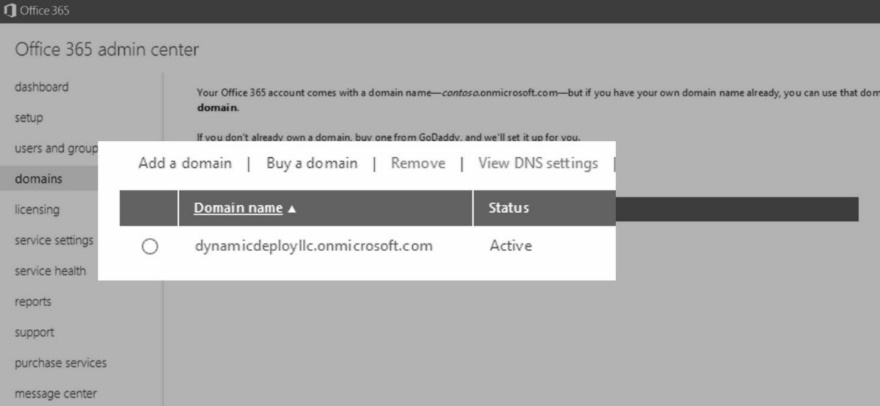 Office 365
Office 365 admin center
dashboard
setup
users and group
domains
licensing
service settings
service health
reports
support
purchase services
message center
Your Office 365 account comes with a domain name—contoso.onmicrosoft.com—but if you have your own domain name already, you can use that dom
domain.
If you don't already own a domain, buy one from GoDaddy, and we'll set it up for you.
Add a domain | Buy a domain | Remove | View DNS settings |
Domain name ▲ Status
dynamicdeployllc.onmicrosoft.com Active